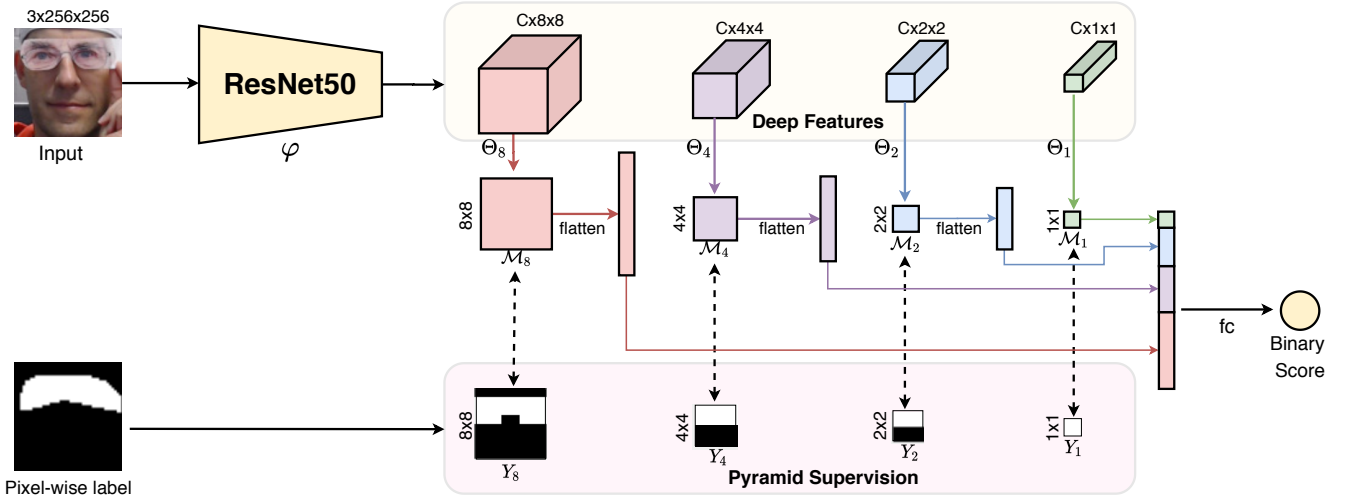 3x256x256
Input
ResNet50
φ
Cx8x8
Cx4x4
Cx2x2
Cx1x1
Deep Features
Θ8
Θ4
Θ2
Θ1
8x8
flatten
M8
4x4
flatten
M4
2x2
flatten
M2
1x1
M1
fc
Binary
Score
Pixel-wise label
8x8
Y8
4x4
Y4
2x2
Y2
1x1
Y1
Pyramid Supervision